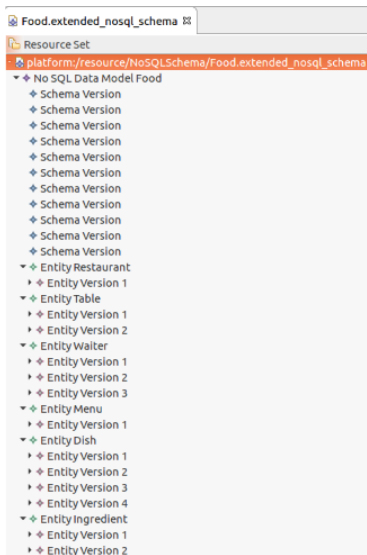 Food.extended_nosql_schema
Resource Set
platform:/resource/NoSQLSchema/Food.extended_nosql_schema
No SQL Data Model Food
Schema Version
Schema Version
Schema Version
Schema Version
Schema Version
Schema Version
Schema Version
Schema Version
Schema Version
Schema Version
Schema Version
Entity Restaurant
Entity Version 1
Entity Table
Entity Version 1
Entity Version 2
Entity Waiter
Entity Version 1
Entity Version 2
Entity Version 3
Entity Menu
Entity Version 1
Entity Dish
Entity Version 1
Entity Version 2
Entity Version 3
Entity Version 4
Entity Ingredient
Entity Version 1
Entity Version 2